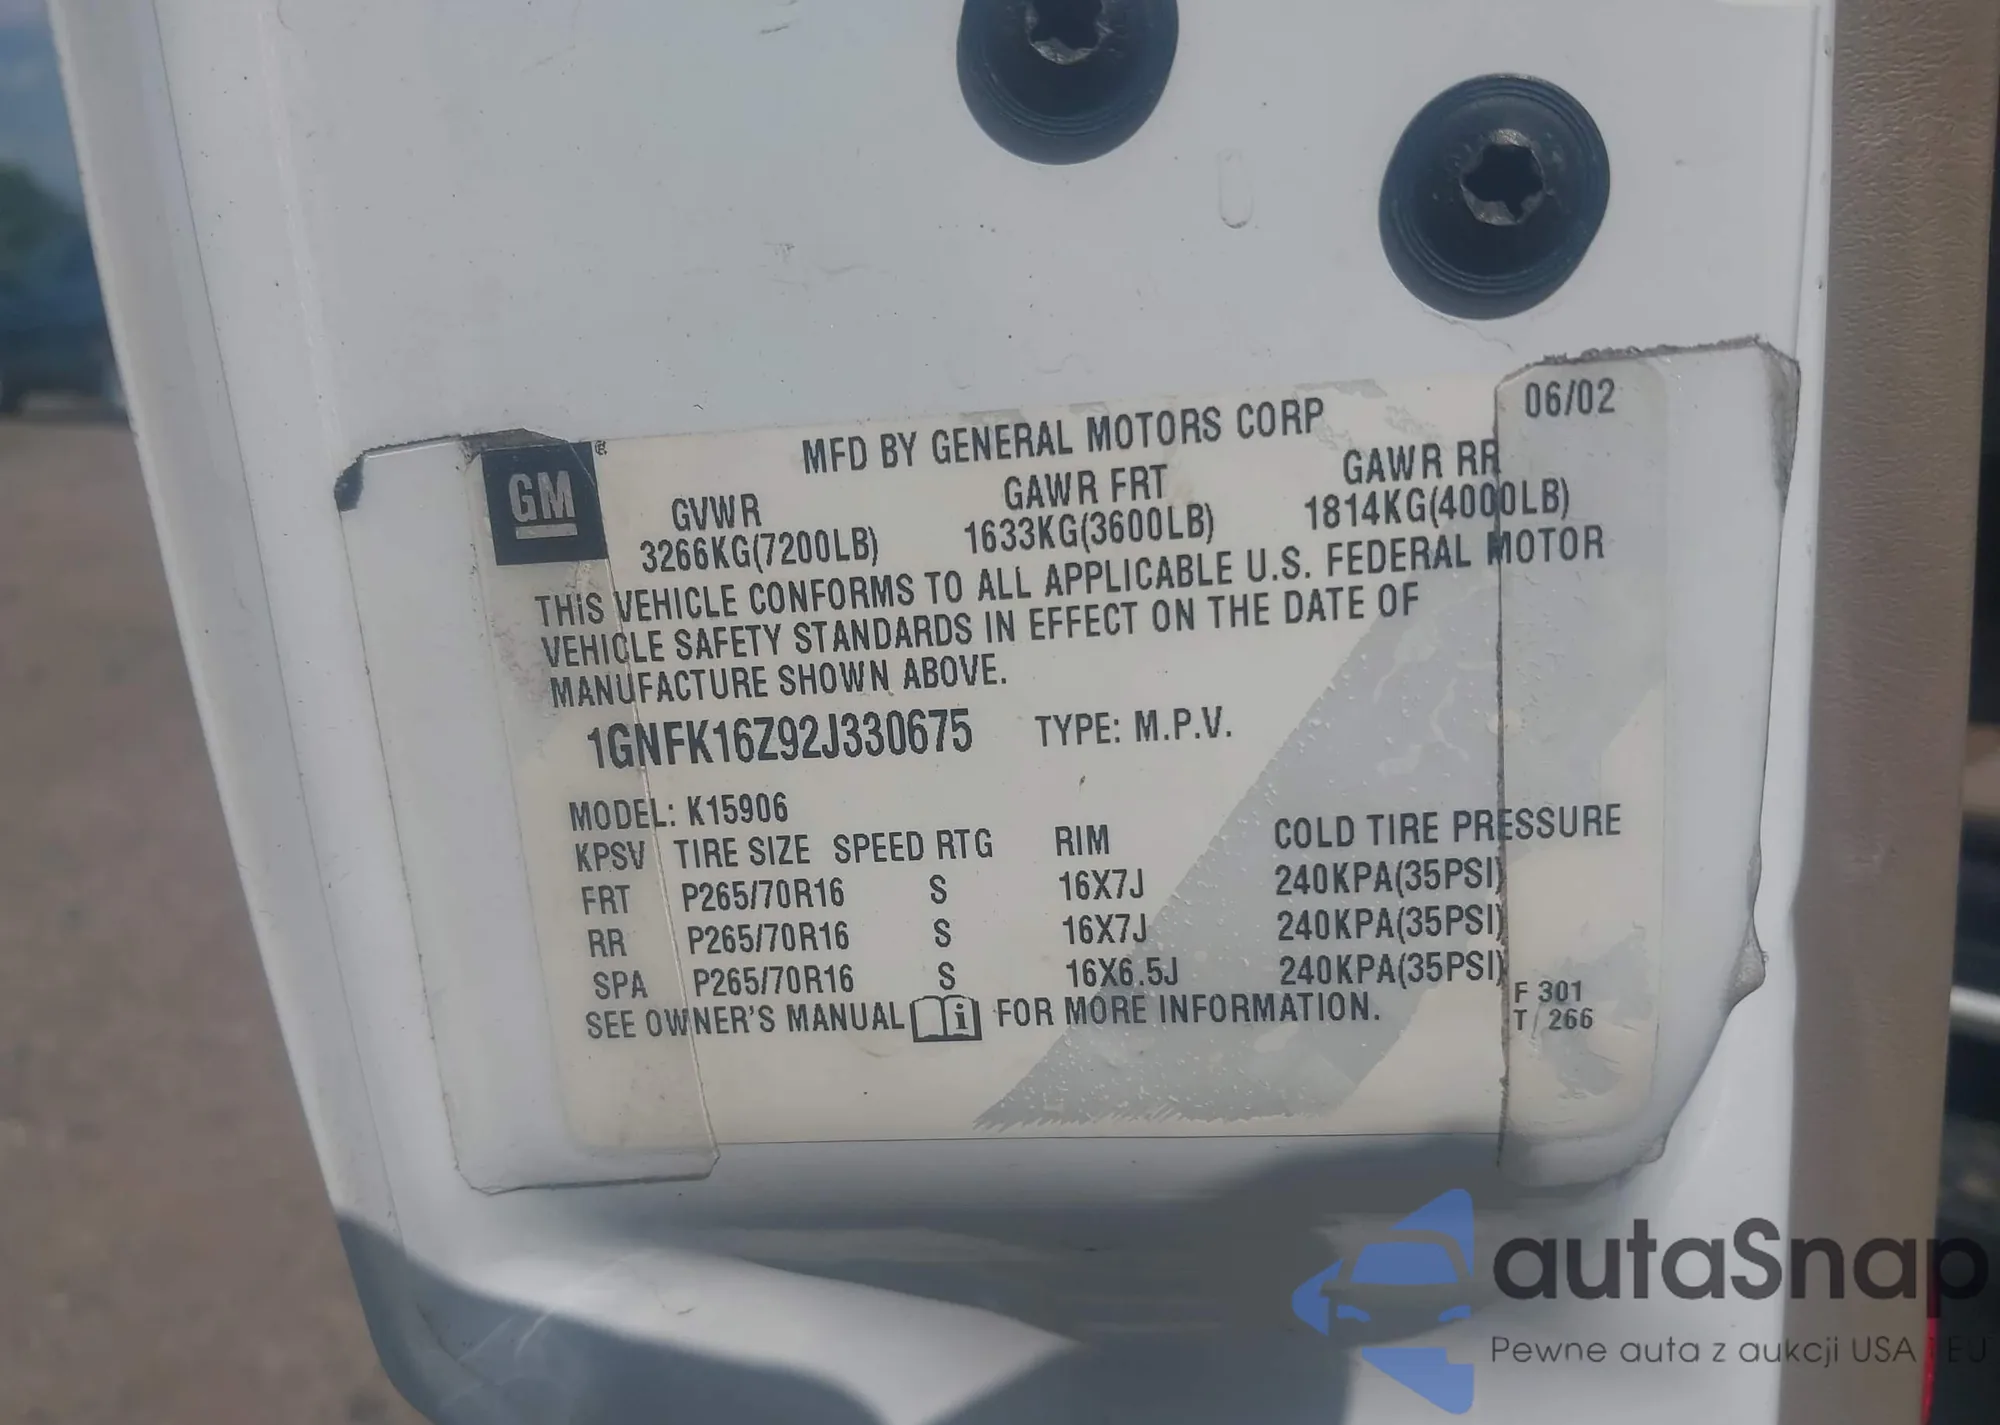 06/02
MFD BY GENERAL MOTORS CORP
GM ®
GVWR GAWR FRT GAWR RR
3266KG(7200LB) 1633KG(3600LB) 1814KG(4000LB)
THIS VEHICLE CONFORMS TO ALL APPLICABLE U.S. FEDERAL MOTOR
VEHICLE SAFETY STANDARDS IN EFFECT ON THE DATE OF
MANUFACTURE SHOWN ABOVE.
1GNFK16Z92J330675 TYPE: M.P.V.
MODEL: K15906
KPSV TIRE SIZE SPEED RTG RIM COLD TIRE PRESSURE
FRT P265/70R16 S 16X7J 240KPA(35PSI)
RR P265/70R16 S 16X7J 240KPA(35PSI)
SPA P265/70R16 S 16X6.5J 240KPA(35PSI)
SEE OWNER'S MANUAL i FOR MORE INFORMATION.
F 301
T/ 266
autaSnap
Pewne auta z aukcji USA i EU